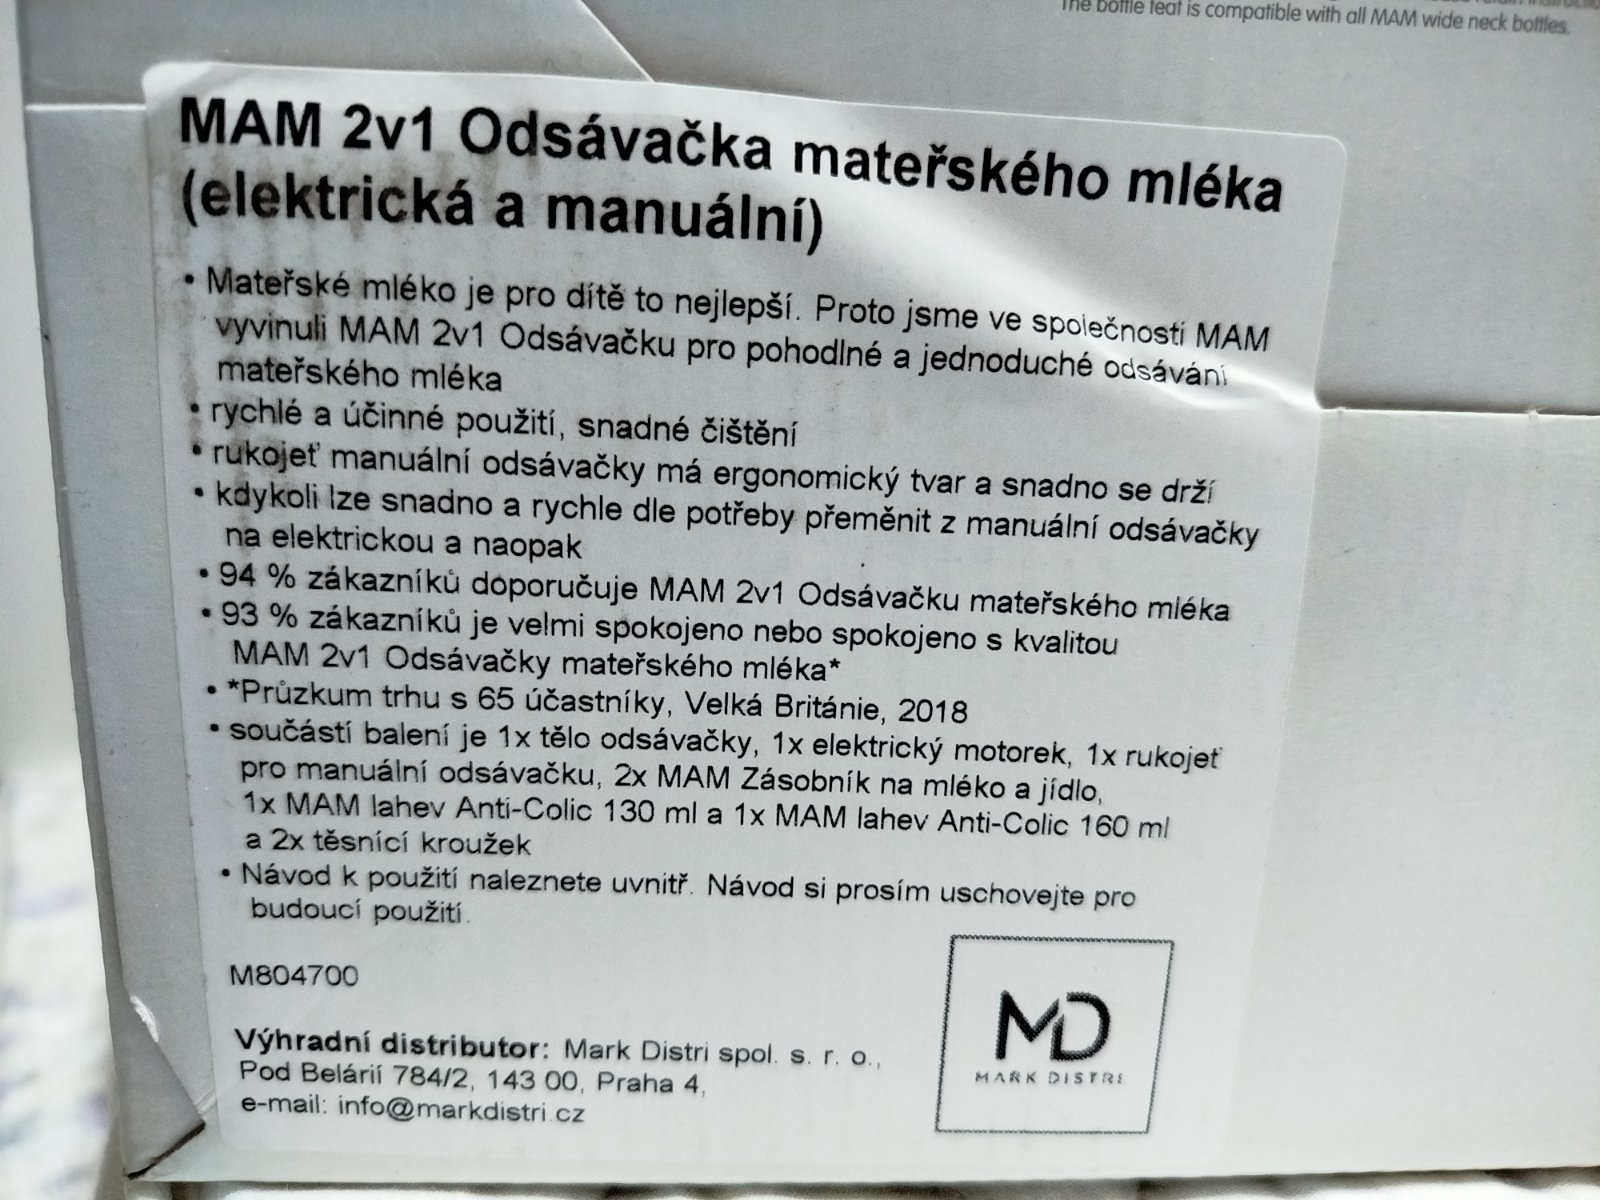 The bottle teat is compatible with all MAM wide neck bottles.
MAM 2v1 Odsávačka mateřského mléka
(elektrická a manuální)
• Mateřské mléko je pro dítě to nejlepší. Proto jsme ve společnosti MAM
vyvinuli MAM 2v1 Odsávačku pro pohodlné a jednoduché odsávání
mateřského mléka
• rychlé a účinné použití, snadné čištění
• rukojeť manuální odsávačky má ergonomický tvar a snadno se drží
• kdykoli lze snadno a rychle dle potřeby přeměnit z manuální odsávačky
na elektrickou a naopak
• 94 % zákazníků doporučuje MAM 2v1 Odsávačku mateřského mléka
• 93 % zákazníků je velmi spokojeno nebo spokojeno s kvalitou
MAM 2v1 Odsávačky mateřského mléka*
• *Průzkum trhu s 65 účastníky, Velká Británie, 2018
• součástí balení je 1x tělo odsávačky, 1x elektrický motorek, 1x rukojeť
pro manuální odsávačku, 2x MAM Zásobník na mléko a jídlo,
1x MAM lahev Anti-Colic 130 ml a 1x MAM lahev Anti-Colic 160 ml
a 2x těsnící kroužek
• Návod k použití naleznete uvnitř. Návod si prosím uschovejte pro
budoucí použití.
M804700
Výhradní distributor: Mark Distri spol. s. r. o.,
Pod Belárií 784/2, 143 00, Praha 4,
e-mail: info@markdistri.cz
MD
MARK DISTRI